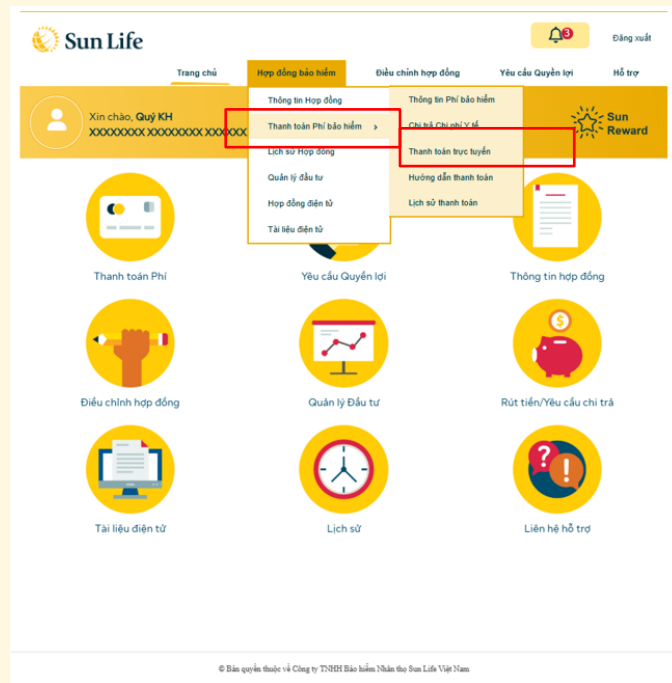 Sun Life
3
Đăng xuất
Trang chủ
Hợp đồng bảo hiểm
Điều chỉnh hợp đồng
Yêu cầu Quyền lợi
Hỗ trợ
Xin chào, Quý KH
XXXXXXXX XXXXXXXX XXXXXX
Sun
Reward
Thông tin Hợp đồng
Thanh toán Phí bảo hiểm >
Lịch sử Hợp đồng
Quản lý đầu tư
Hợp đồng điện tử
Tài liệu điện tử
Thông tin Phí bảo hiểm
Chi trả Chi phí Y tế
Thanh toán trực tuyến
Hướng dẫn thanh toán
Lịch sử thanh toán
Thanh toán Phí
Yêu cầu Quyền lợi
Thông tin hợp đồng
Điều chỉnh hợp đồng
Quản lý Đầu tư
Rút tiền/Yêu cầu chi trả
Tài liệu điện tử
Lịch sử
Liên hệ hỗ trợ
© Bản quyền thuộc về Công ty TNHH Bảo hiểm Nhân thọ Sun Life Việt Nam